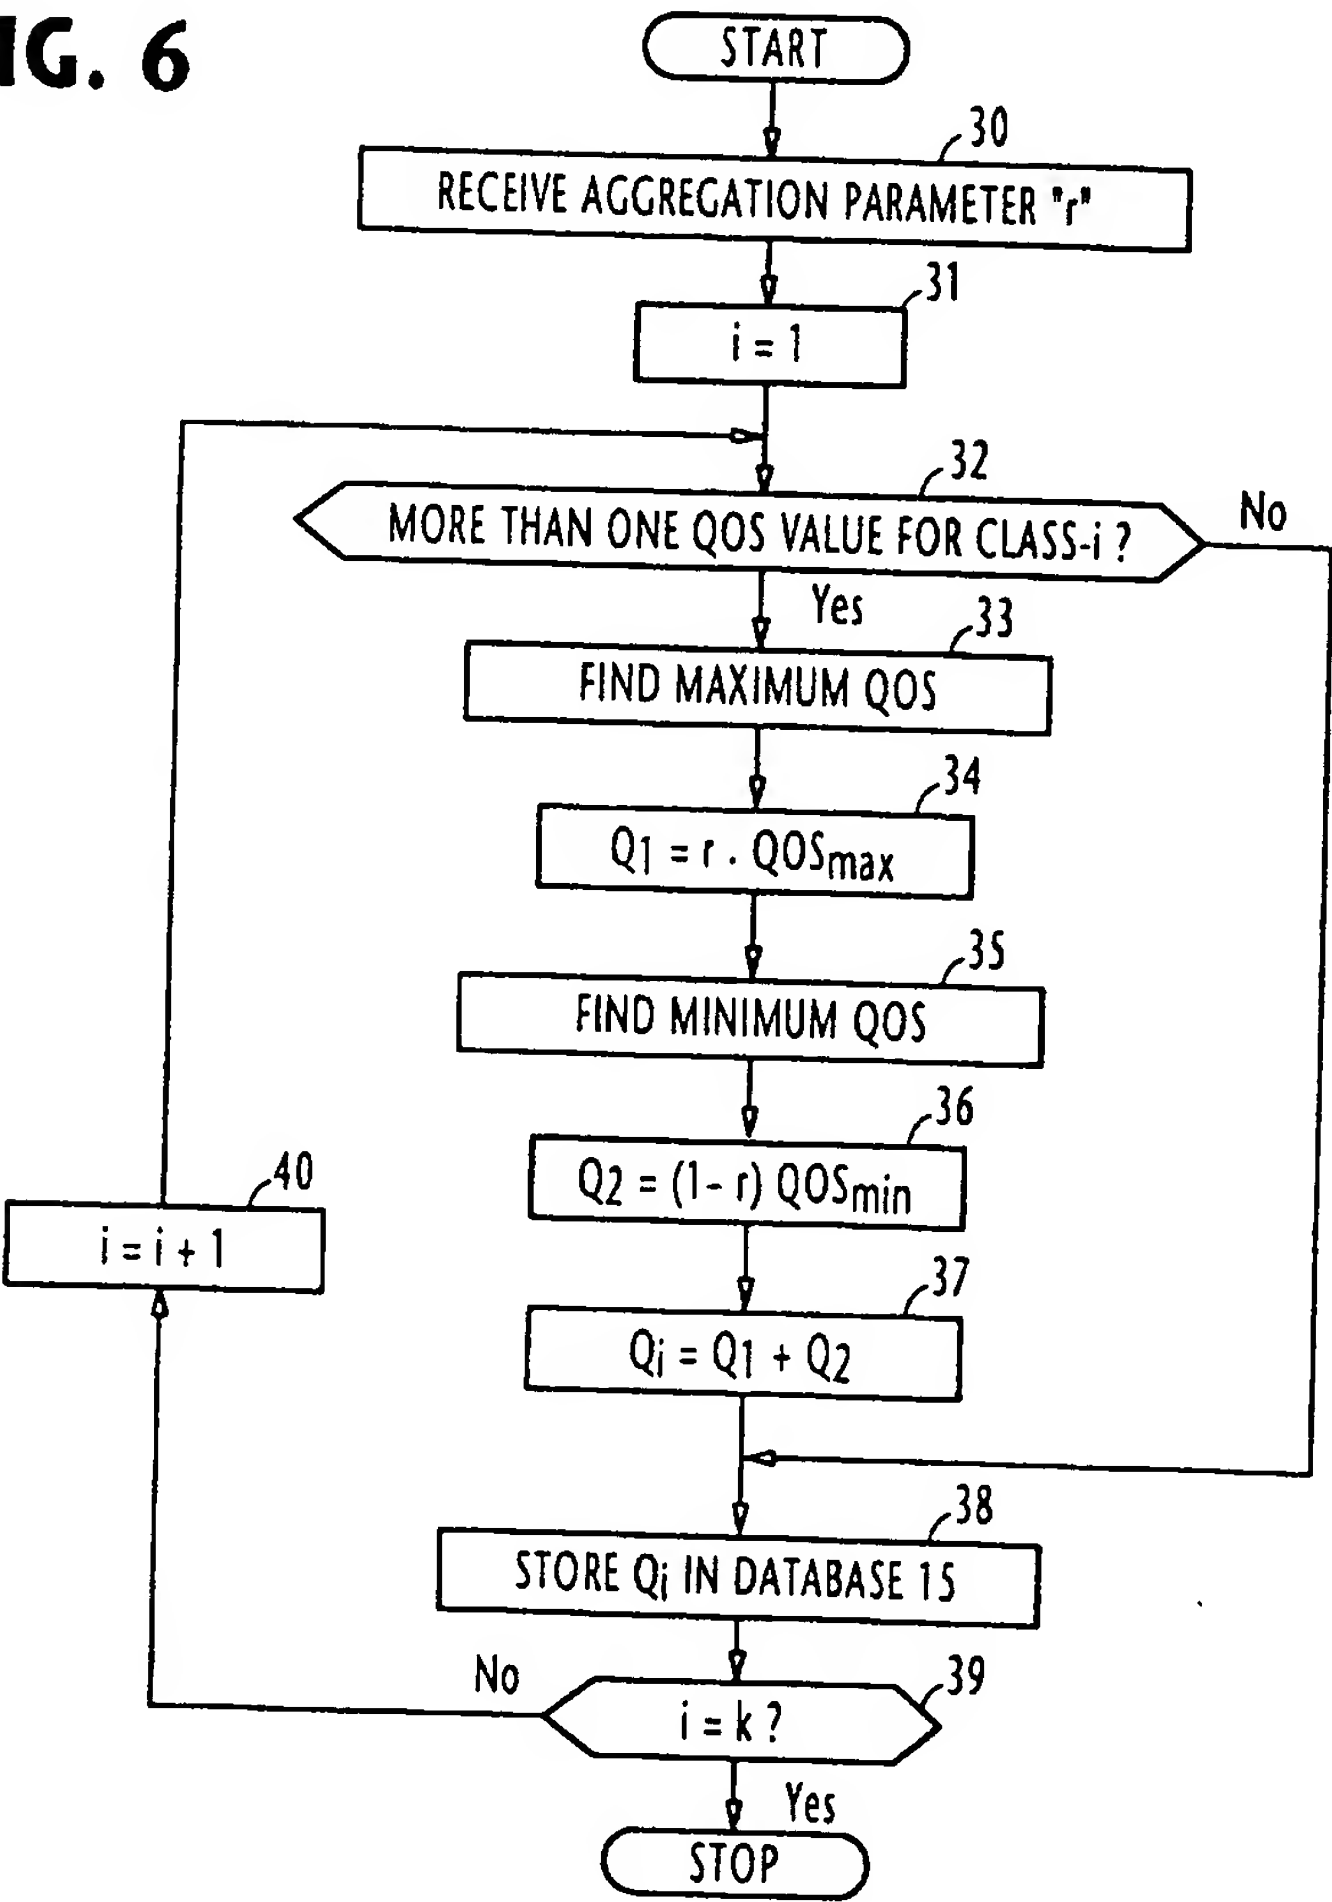 IG. 6
START
30
RECEIVE AGGREGATION PARAMETER "r"
31
i = 1
32
MORE THAN ONE QOS VALUE FOR CLASS-i ?
No
Yes
33
FIND MAXIMUM QOS
34
Q1 = r . QOSmax
35
FIND MINIMUM QOS
36
Q2 = (1- r) QOSmin
40
i = i + 1
37
Qi = Q1 + Q2
38
STORE Qi IN DATABASE 15
No
39
i = k ?
Yes
STOP